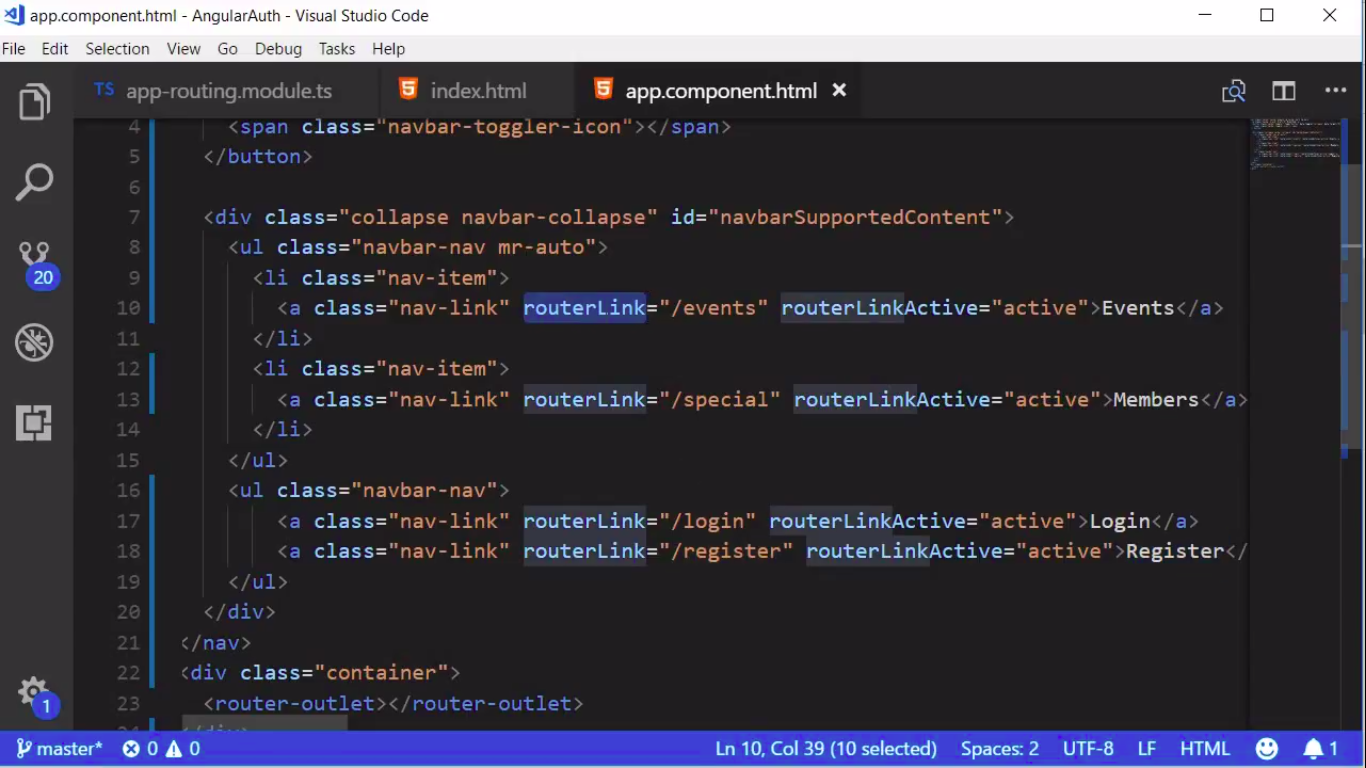 app.component.html - AngularAuth - Visual Studio Code
File Edit Selection View Go Debug Tasks Help
TS app-routing.module.ts index.html app.component.html
4 <span class="navbar-toggler-icon"></span>
5 </button>
6
7 <div class="collapse navbar-collapse" id="navbarSupportedContent">
8 <ul class="navbar-nav mr-auto">
9 <li class="nav-item">
10 <a class="nav-link" routerLink="/events" routerLinkActive="active">Events</a>
11 </li>
12 <li class="nav-item">
13 <a class="nav-link" routerLink="/special" routerLinkActive="active">Members</a>
14 </li>
15 </ul>
16 <ul class="navbar-nav">
17 <a class="nav-link" routerLink="/login" routerLinkActive="active">Login</a>
18 <a class="nav-link" routerLink="/register" routerLinkActive="active">Register</
19 </ul>
20 </div>
21 </nav>
22 <div class="container">
23 <router-outlet></router-outlet>
24 </div>
20
1
master* 0 0 Ln 10, Col 39 (10 selected) Spaces: 2 UTF-8 LF HTML 1